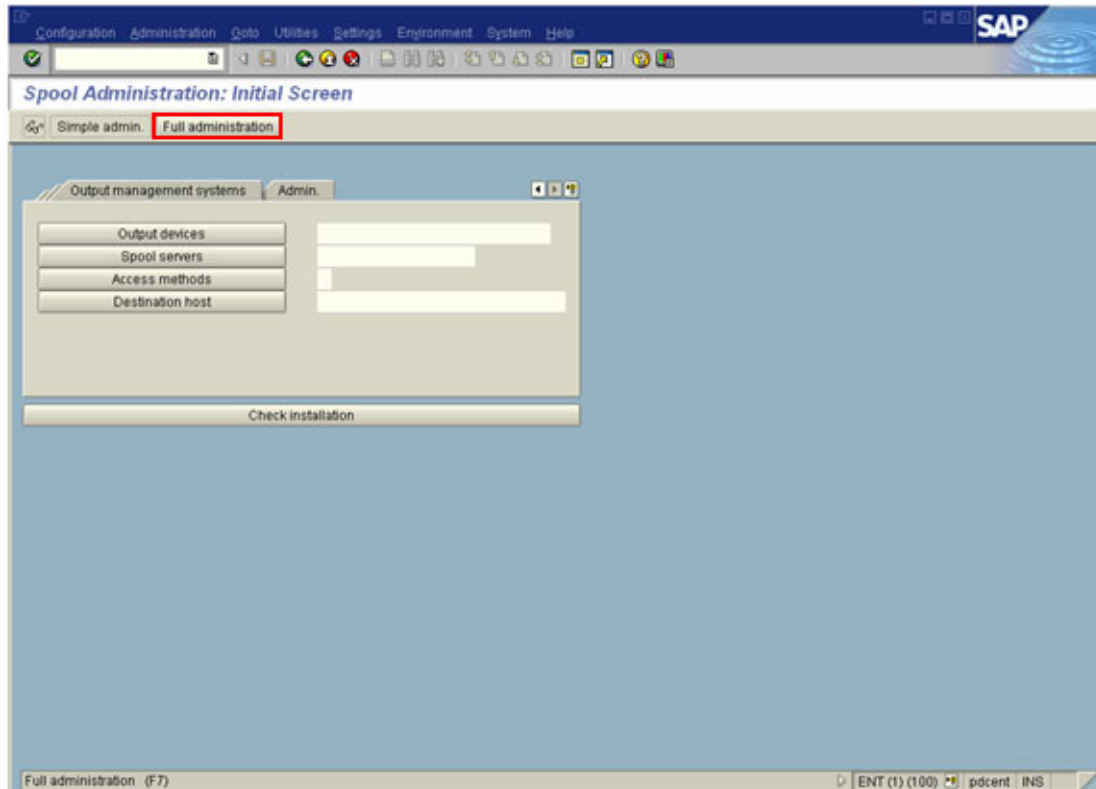 Configuration Administration Goto Utilities Settings Environment System Help
SAP
Spool Administration: Initial Screen
Simple admin. Full administration
Output management systems Admin.
Output devices
Spool servers
Access methods
Destination host
Check installation
Full administration (F7) ENT (1) (100) pdcent INS